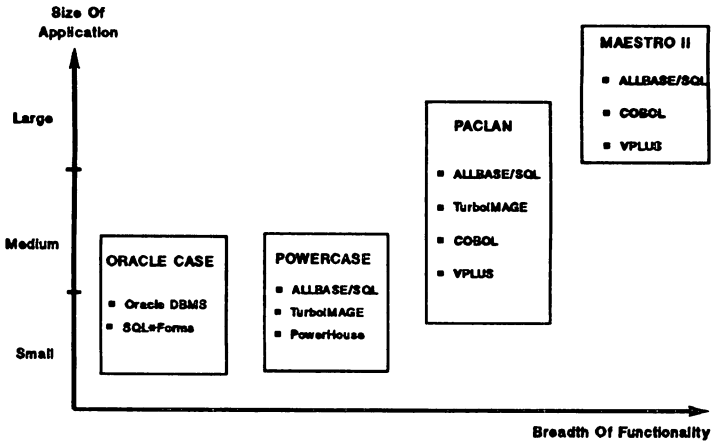 Size Of
Application
Large
Medium
Small
ORACLE CASE
▪ Oracle DBMS
▪ SQL*Forms
POWERCASE
▪ ALLBASE/SQL
▪ TurboIMAGE
▪ PowerHouse
PACLAN
▪ ALLBASE/SQL
▪ TurboIMAGE
▪ COBOL
▪ VPLUS
MAESTRO II
▪ ALLBASE/SQL
▪ COBOL
▪ VPLUS
Breadth Of Functionality